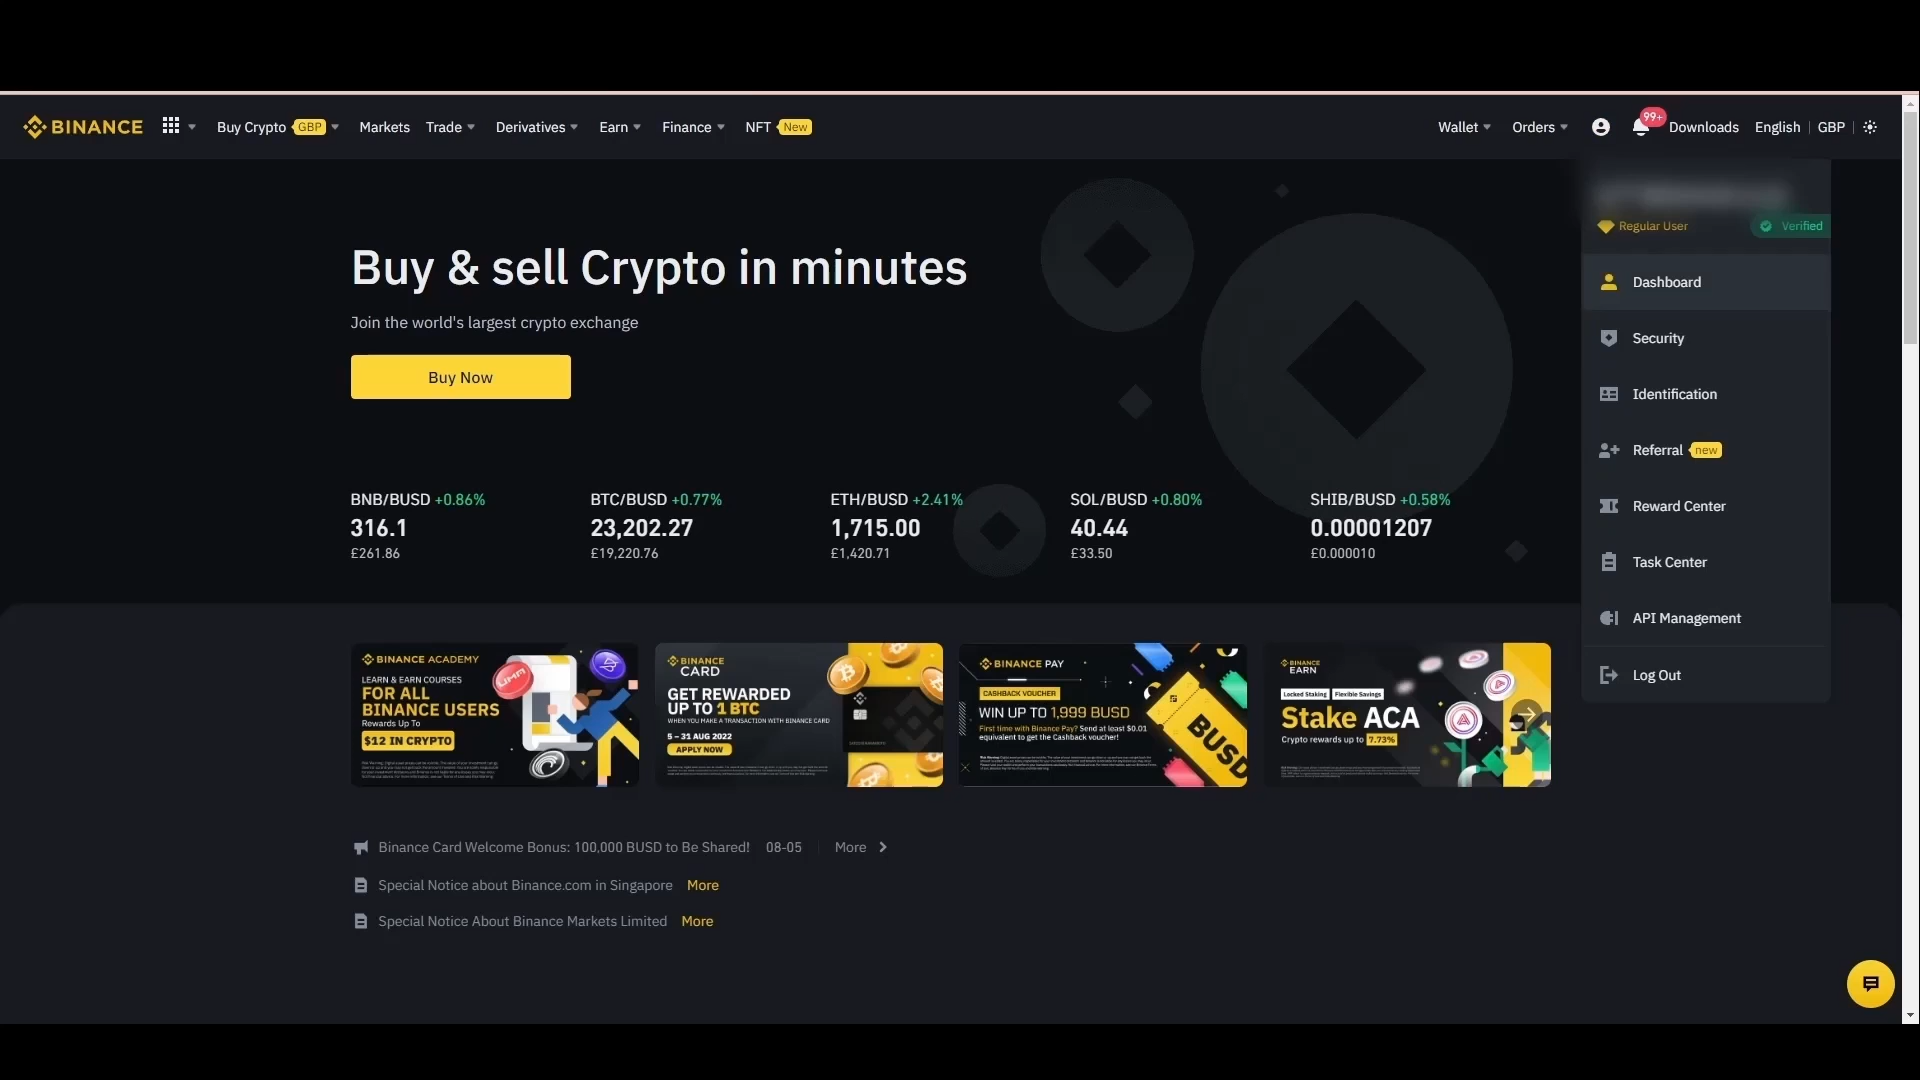 BINANCE
Buy Crypto GBP
Markets
Trade
Derivatives
Earn
Finance
NFT New
Wallet
Orders
99+
Downloads
English
GBP
Regular User
Verified
Dashboard
Security
Identification
Referral new
Reward Center
Task Center
API Management
Log Out
Buy & sell Crypto in minutes
Join the world's largest crypto exchange
Buy Now
BNB/BUSD +0.86%
316.1
£261.86
BTC/BUSD +0.77%
23,202.27
£19,220.76
ETH/BUSD +2.41%
1,715.00
£1,420.71
SOL/BUSD +0.80%
40.44
£33.50
SHIB/BUSD +0.58%
0.00001207
£0.000010
BINANCE ACADEMY
LEARN & EARN COURSES
FOR ALL
BINANCE USERS
Rewards Up To
$12 IN CRYPTO
BINANCE
CARD
GET REWARDED
UP TO 1 BTC
WHEN YOU MAKE A TRANSACTION WITH BINANCE CARD
5 – 31 AUG 2022
APPLY NOW
BINANCE PAY
CASHBACK VOUCHER
WIN UP TO 1,999 BUSD
First time with Binance Pay? Send at least $0.01
equivalent to get the Cashback voucher!
BUSD
BINANCE
EARN
Locked Staking
Flexible Savings
Stake ACA
Crypto rewards up to 7.73%
Binance Card Welcome Bonus: 100,000 BUSD to Be Shared! 08-05 More
Special Notice about Binance.com in Singapore More
Special Notice About Binance Markets Limited More